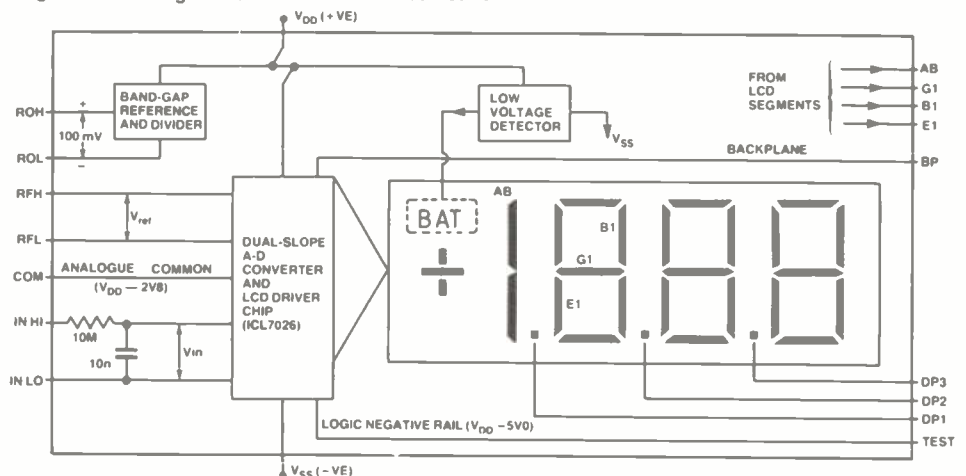 V_DD (+VE)
ROH
+
100 mV
−
ROL
BAND-GAP
REFERENCE
AND DIVIDER
LOW
VOLTAGE
DETECTOR
V_SS
FROM
LCD
SEGMENTS
AB
G1
B1
E1
BACKPLANE
BP
RFH
V_ref
RFL
COM
ANALOGUE COMMON
(V_DD — 2V8)
IN HI
10M
10n
Vin
IN LO
DUAL-SLOPE
A-D
CONVERTER
AND
LCD DRIVER
CHIP
(ICL7026)
AB
BAT
B1
G1
E1
DP3
DP2
DP1
LOGIC NEGATIVE RAIL (V_DD −5V0)
TEST
V_SS (−VE)